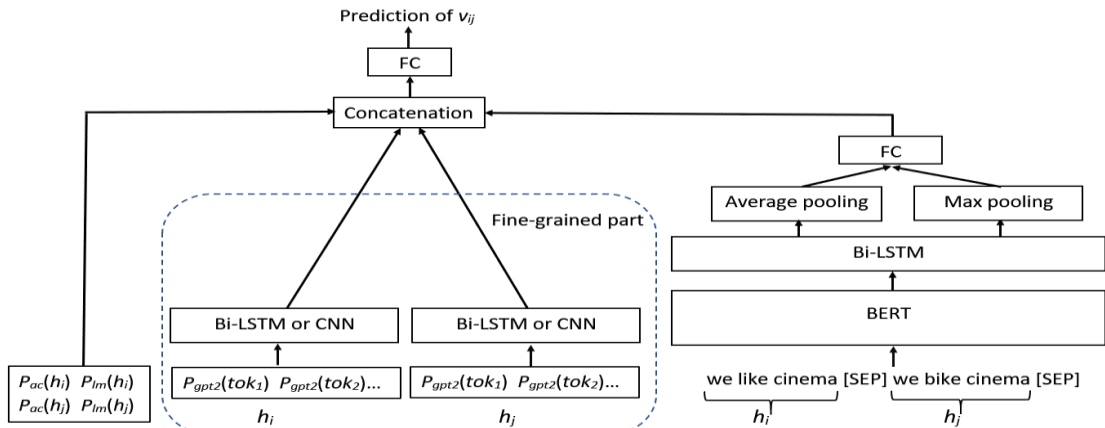 Prediction of vij
FC
Concatenation
FC
Average pooling
Max pooling
Fine-grained part
Bi-LSTM
Bi-LSTM or CNN
Bi-LSTM or CNN
BERT
Pac(hi) Plm(hi)
Pac(hj) Plm(hj)
Pgpt2(tok1) Pgpt2(tok2)...
Pgpt2(tok1) Pgpt2(tok2)...
we like cinema [SEP] we bike cinema [SEP]
hi
hj
hi
hj